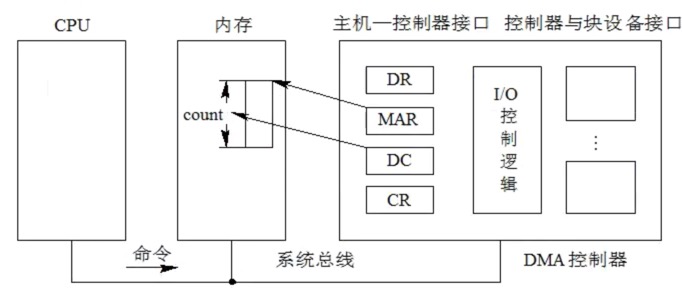 CPU
内存
主机—控制器接口
控制器与块设备接口
count
DR
MAR
DC
CR
I/O
控
制
逻
辑
⋮
命令
系统总线
DMA 控制器